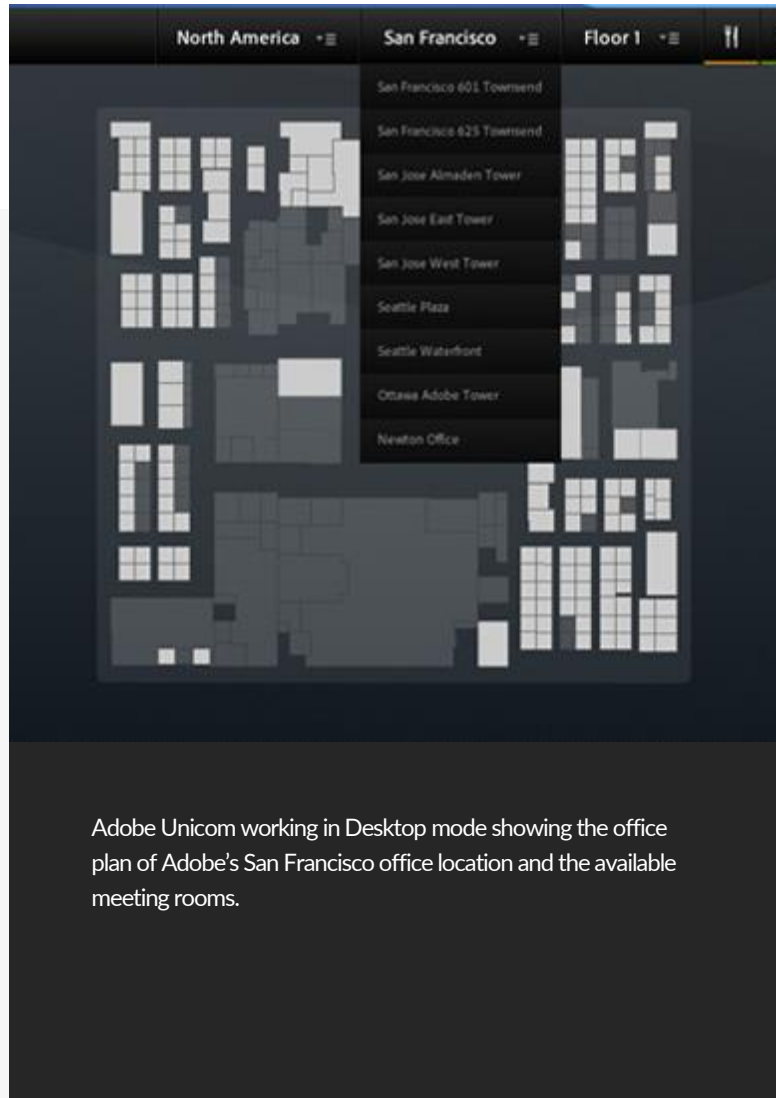 North America San Francisco Floor 1
San Francisco 601 Townsend
San Francisco 625 Townsend
San Jose Almaden Tower
San Jose East Tower
San Jose West Tower
Seattle Plaza
Seattle Waterfront
Ottawa Adobe Tower
Newton Office
Adobe Unicom working in Desktop mode showing the office
plan of Adobe’s San Francisco office location and the available
meeting rooms.